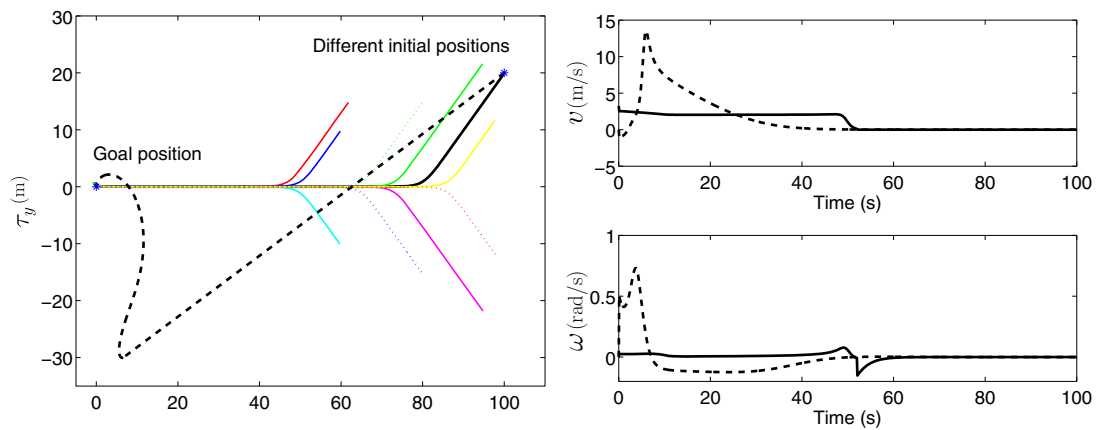 30
20
10
0
−10
−20
−30
τy (m)
Different initial positions
Goal position
0 20 40 60 80 100
15
10
5
0
−5
υ (m/s)
0 20 40 60 80 100
Time (s)
1
0.5
0
ω (rad/s)
0 20 40 60 80 100
Time (s)